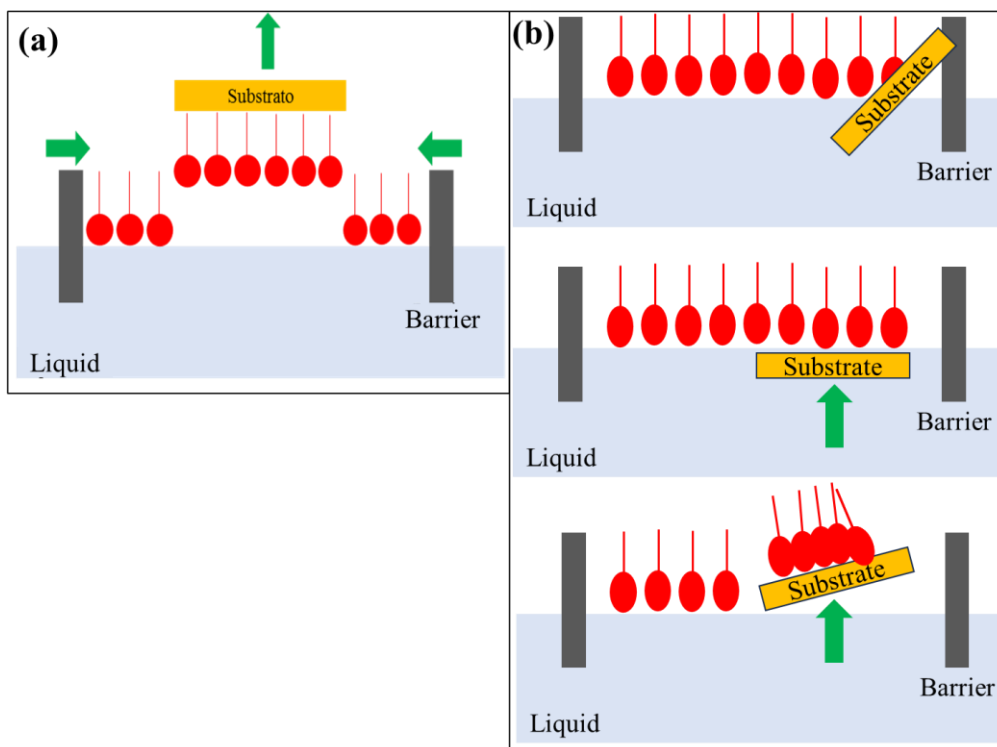 (a)
Substrato
Barrier
Liquid
(b)
Substrate
Barrier
Liquid
Substrate
Barrier
Liquid
Substrate
Barrier
Liquid